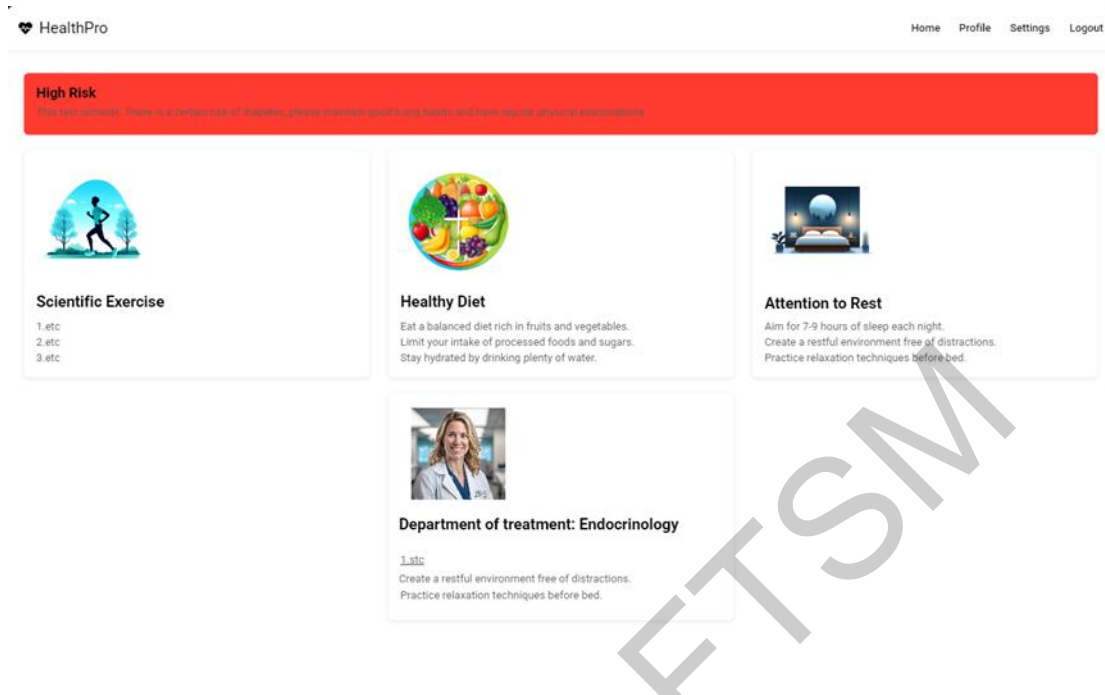 HealthPro
Home Profile Settings Logout
High Risk
This test reminds: There is a certain risk of diabetes, please maintain good living habits and have regular physical examinations
Scientific Exercise
1.etc
2.etc
3.etc
Healthy Diet
Eat a balanced diet rich in fruits and vegetables.
Limit your intake of processed foods and sugars.
Stay hydrated by drinking plenty of water.
Attention to Rest
Aim for 7-9 hours of sleep each night.
Create a restful environment free of distractions.
Practice relaxation techniques before bed.
Department of treatment: Endocrinology
1.stc
Create a restful environment free of distractions.
Practice relaxation techniques before bed.
FTSM